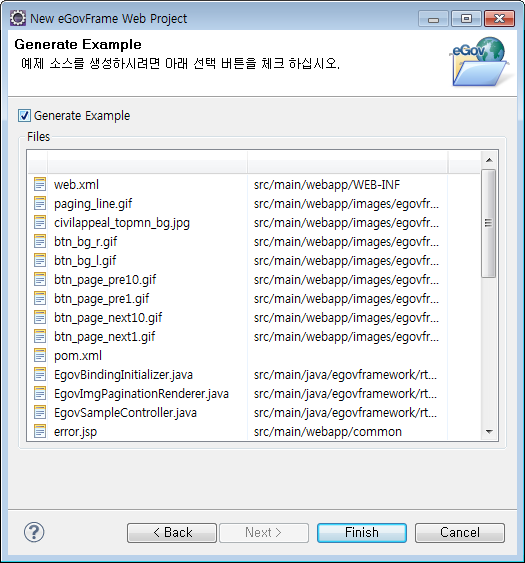 New eGovFrame Web Project
Generate Example
예제 소스를 생성하시려면 아래 선택 버튼을 체크 하십시오.
eGov
Generate Example
Files
web.xml src/main/webapp/WEB-INF
paging_line.gif src/main/webapp/images/egovfr...
civilappeal_topmn_bg.jpg src/main/webapp/images/egovfr...
btn_bg_r.gif src/main/webapp/images/egovfr...
btn_bg_l.gif src/main/webapp/images/egovfr...
btn_page_pre10.gif src/main/webapp/images/egovfr...
btn_page_pre1.gif src/main/webapp/images/egovfr...
btn_page_next10.gif src/main/webapp/images/egovfr...
btn_page_next1.gif src/main/webapp/images/egovfr...
pom.xml
EgovBindingInitializer.java src/main/java/egovframework/rt...
EgovImgPaginationRenderer.java src/main/java/egovframework/rt...
EgovSampleController.java src/main/java/egovframework/rt...
error.jsp src/main/webapp/common
? < Back Next > Finish Cancel